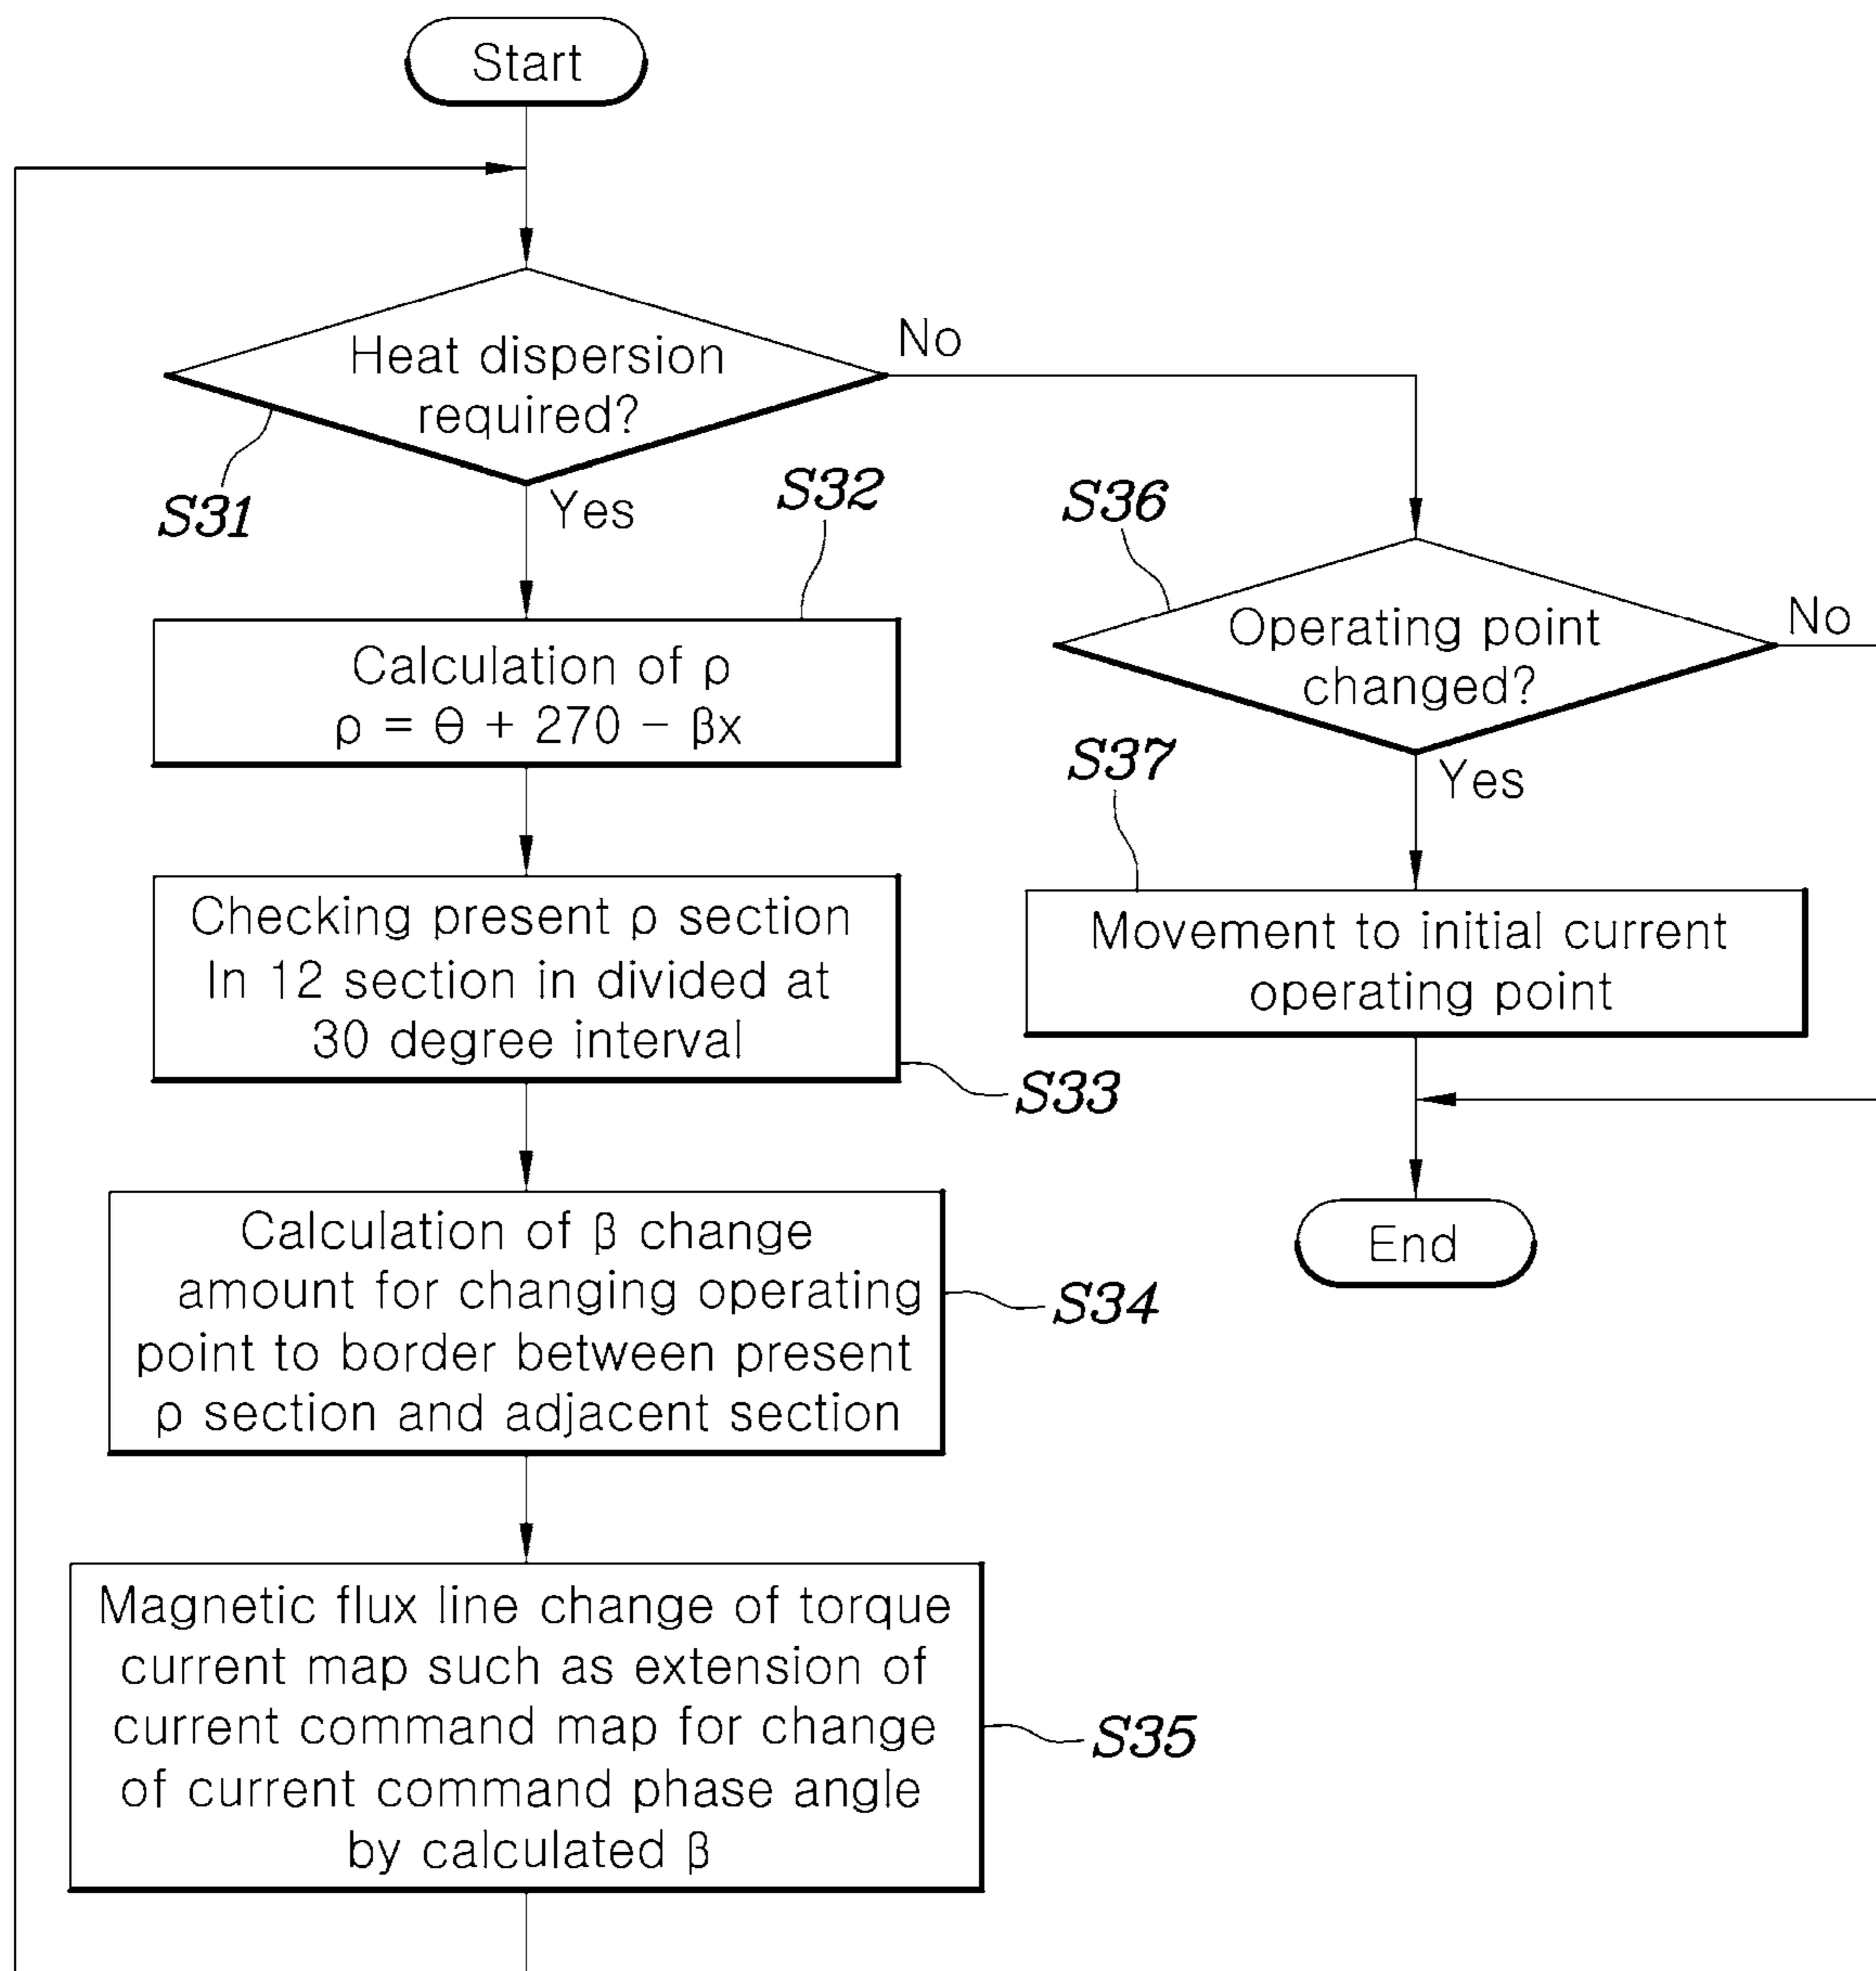 Start
Heat dispersion
required?
No
S31
Yes
S32
Calculation of ρ
ρ = θ + 270 - βx
Checking present ρ section
In 12 section in divided at
30 degree interval
S33
Calculation of β change
amount for changing operating
point to border between present
ρ section and adjacent section
S34
Magnetic flux line change of torque
current map such as extension of
current command map for change
of current command phase angle
by calculated β
S35
S36
Operating point
changed?
No
Yes
S37
Movement to initial current
operating point
End